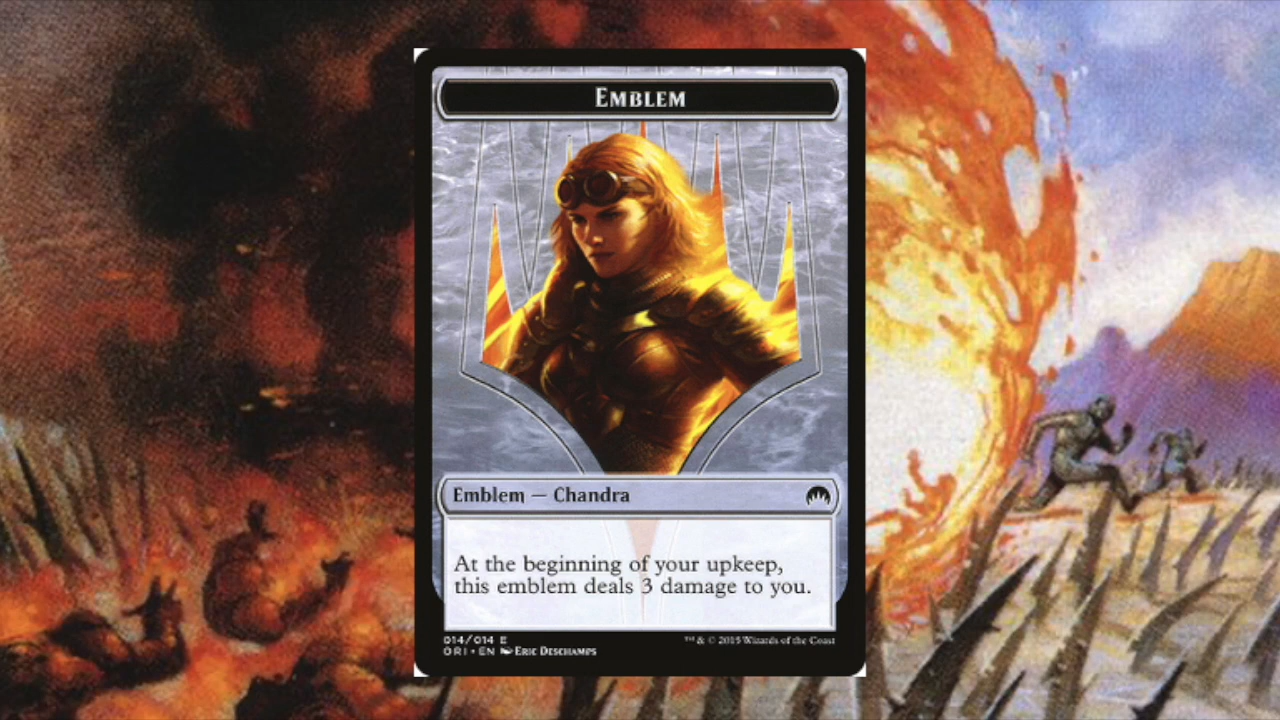 Emblem
Emblem — Chandra
At the beginning of your upkeep,
this emblem deals 3 damage to you.
014/014 E
ORI • EN Eric Deschamps
™ & © 2015 Wizards of the Coast